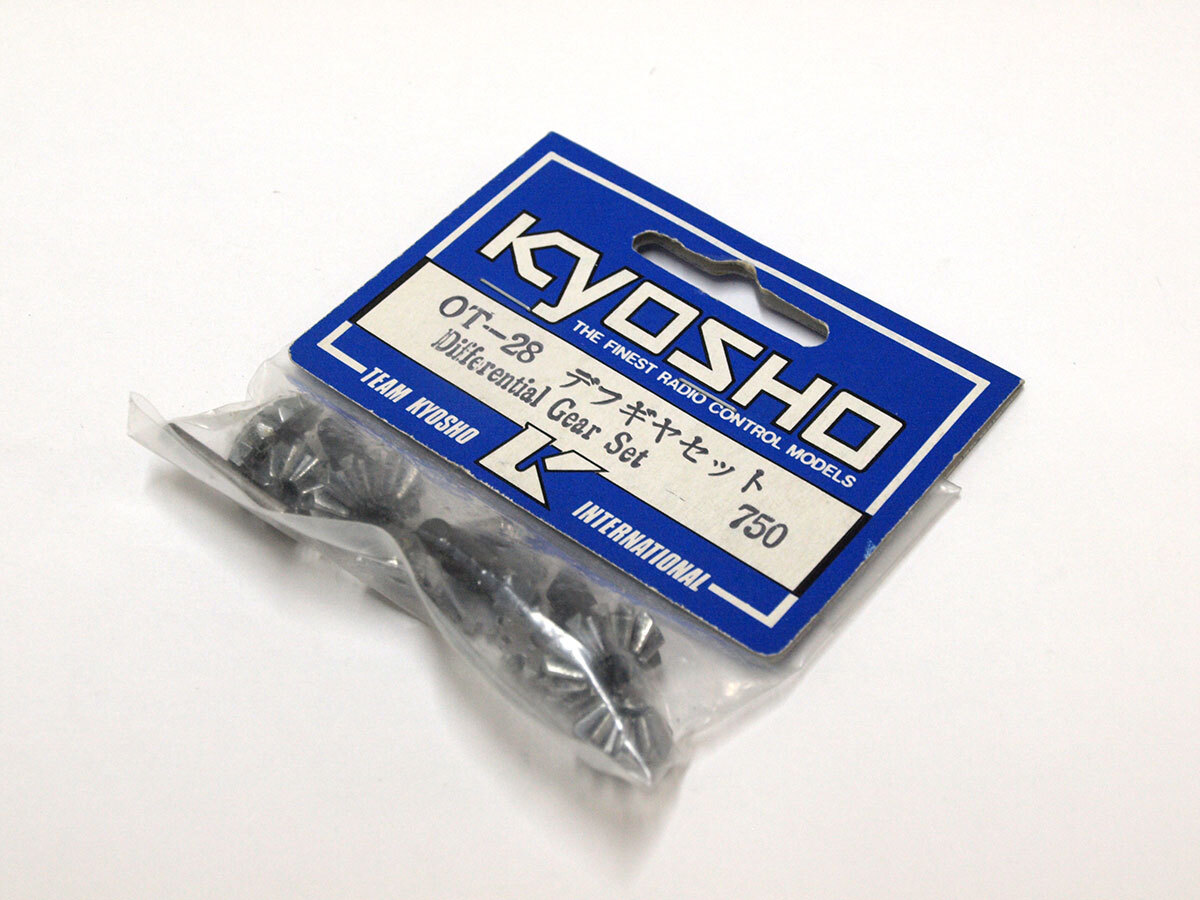 KYOSHO
THE FINEST RADIO CONTROL MODELS
OT-28 デフギヤセット
Differential Gear Set 750
TEAM KYOSHO K INTERNATIONAL